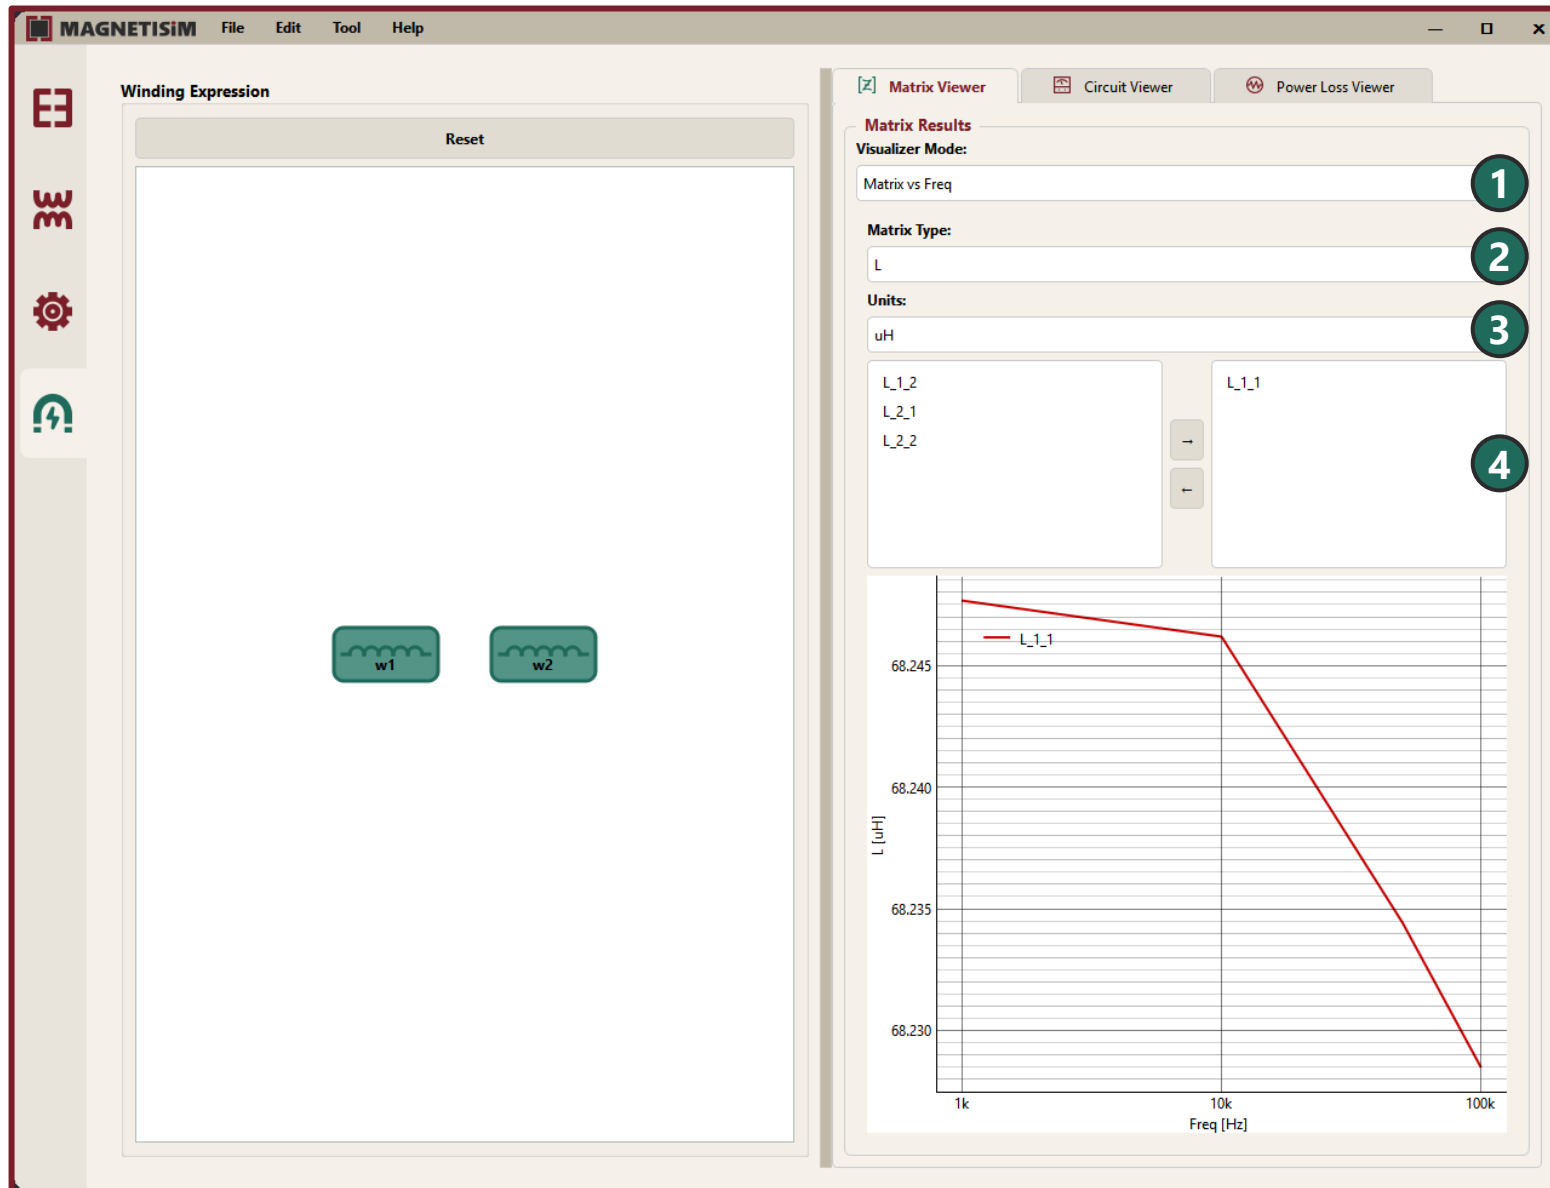 MAGNETISiM File Edit Tool Help
Winding Expression
Reset
w1
w2
[Z] Matrix Viewer
Circuit Viewer
Power Loss Viewer
Matrix Results
Visualizer Mode:
Matrix vs Freq
1
Matrix Type:
L
2
Units:
uH
3
L_1_2
L_2_1
L_2_2
→
←
L_1_1
4
L_1_1
68.245
68.240
68.235
68.230
L [uH]
1k
10k
100k
Freq [Hz]